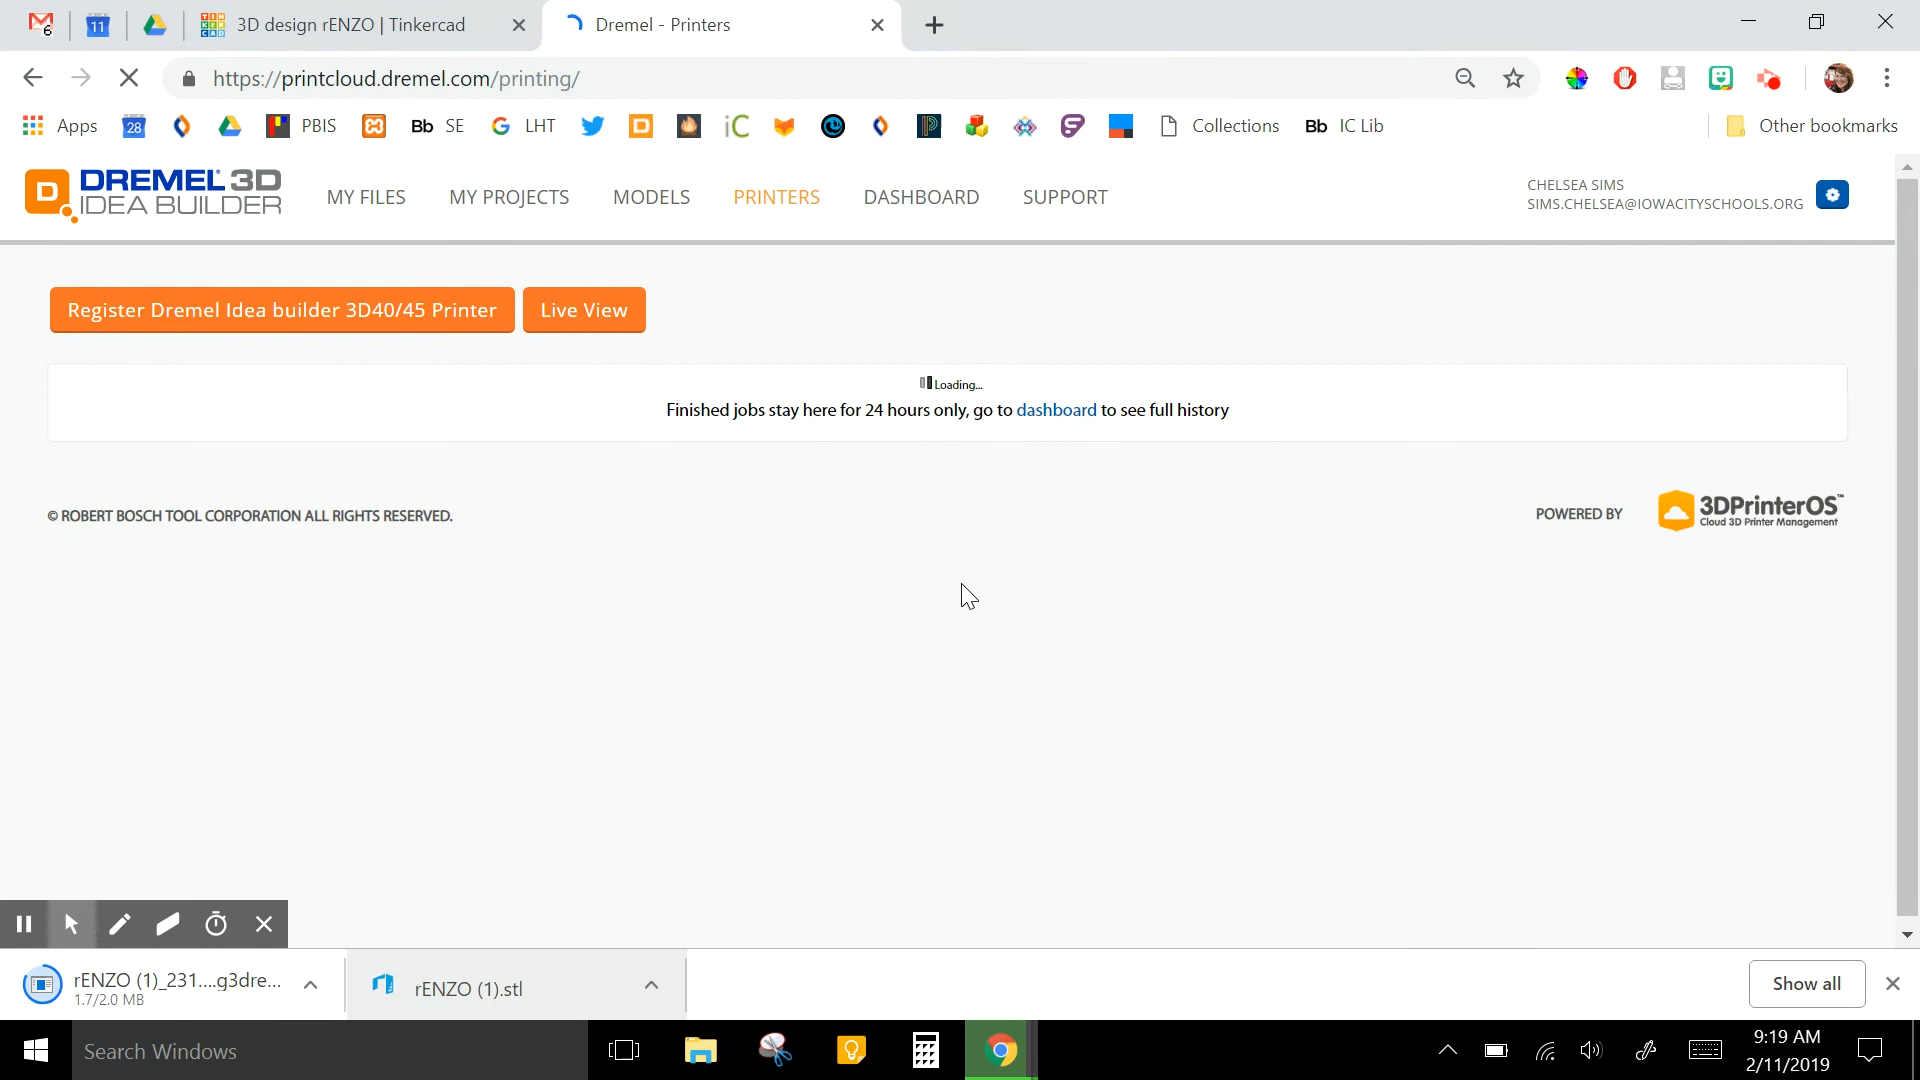 6
11
3D design rENZO | Tinkercad
Dremel - Printers
https://printcloud.dremel.com/printing/
Apps
28
PBIS
Bb SE
LHT
Collections
Bb IC Lib
Other bookmarks
DREMEL 3D
IDEA BUILDER
MY FILES
MY PROJECTS
MODELS
PRINTERS
DASHBOARD
SUPPORT
CHELSEA SIMS
SIMS.CHELSEA@IOWACITYSCHOOLS.ORG
Register Dremel Idea builder 3D40/45 Printer
Live View
Loading...
Finished jobs stay here for 24 hours only, go to dashboard to see full history
© ROBERT BOSCH TOOL CORPORATION ALL RIGHTS RESERVED.
POWERED BY
3DPrinterOS™
Cloud 3D Printer Management
rENZO (1)_231....g3dre...
1.7/2.0 MB
rENZO (1).stl
Show all
Search Windows
9:19 AM
2/11/2019